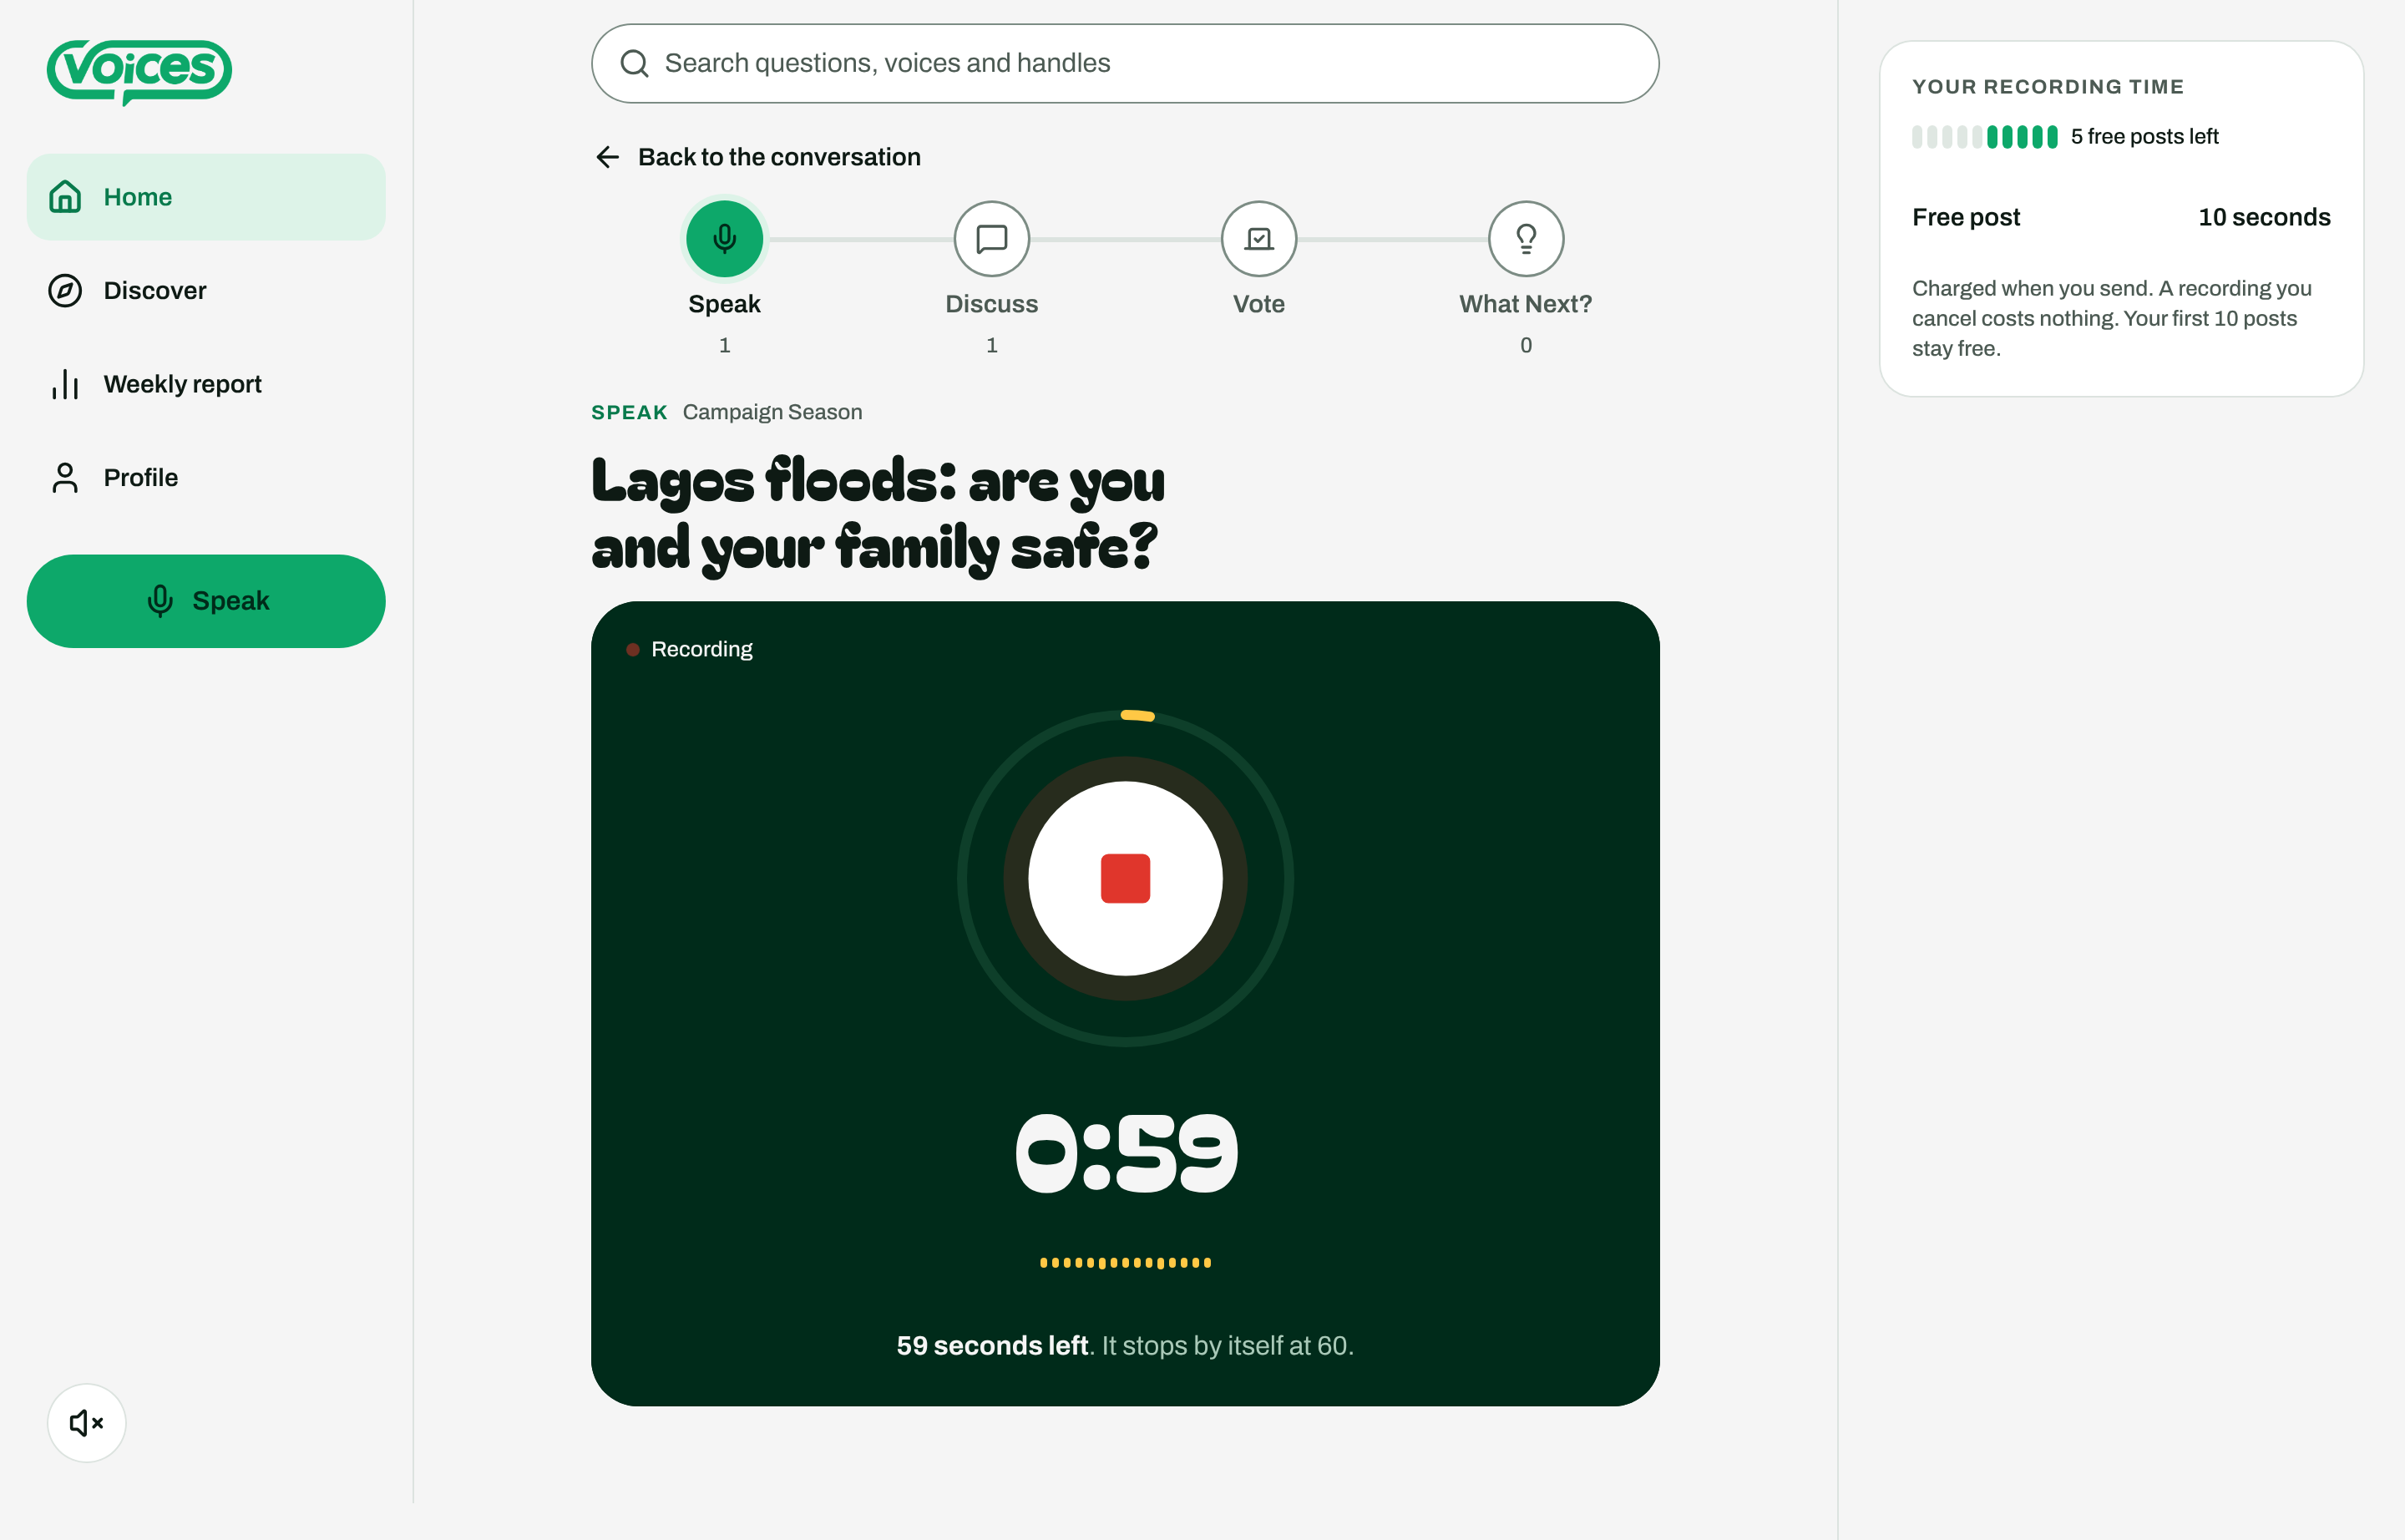 voices
Home
Discover
Weekly report
Profile
Speak
Search questions, voices and handles
Back to the conversation
Speak
1
Discuss
1
Vote
What Next?
0
SPEAK Campaign Season
Lagos floods: are you
and your family safe?
Recording
0:59
59 seconds left. It stops by itself at 60.
YOUR RECORDING TIME
5 free posts left
Free post 10 seconds
Charged when you send. A recording you
cancel costs nothing. Your first 10 posts
stay free.